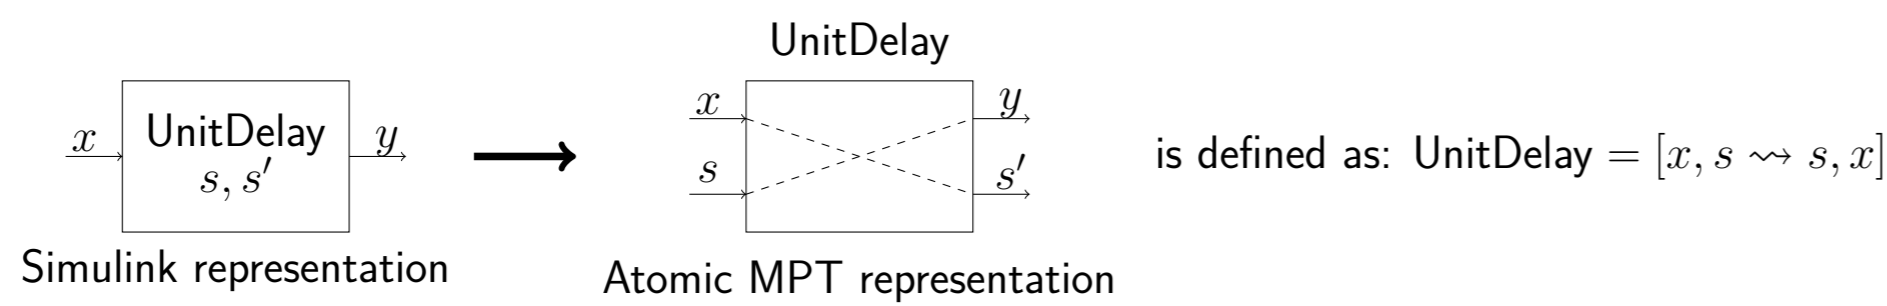 UnitDelay
x UnitDelay y
s, s′
x y
s s′
is defined as: UnitDelay = [x, s ⇝ s, x]
Simulink representation
Atomic MPT representation